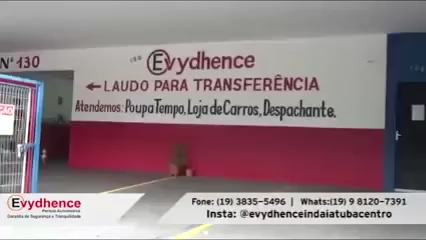 Nº 130
Evydhence
LAUDO PARA TRANSFERÊNCIA
Atendemos: Poupa Tempo, Loja de Carros, Despachante.
Evydhence
Perícia Automotiva
Garantia de Segurança e Tranquilidade
Fone: (19) 3835-5496 | Whats:(19) 9 8120-7391
Insta: @evydhenceindaiatubacentro